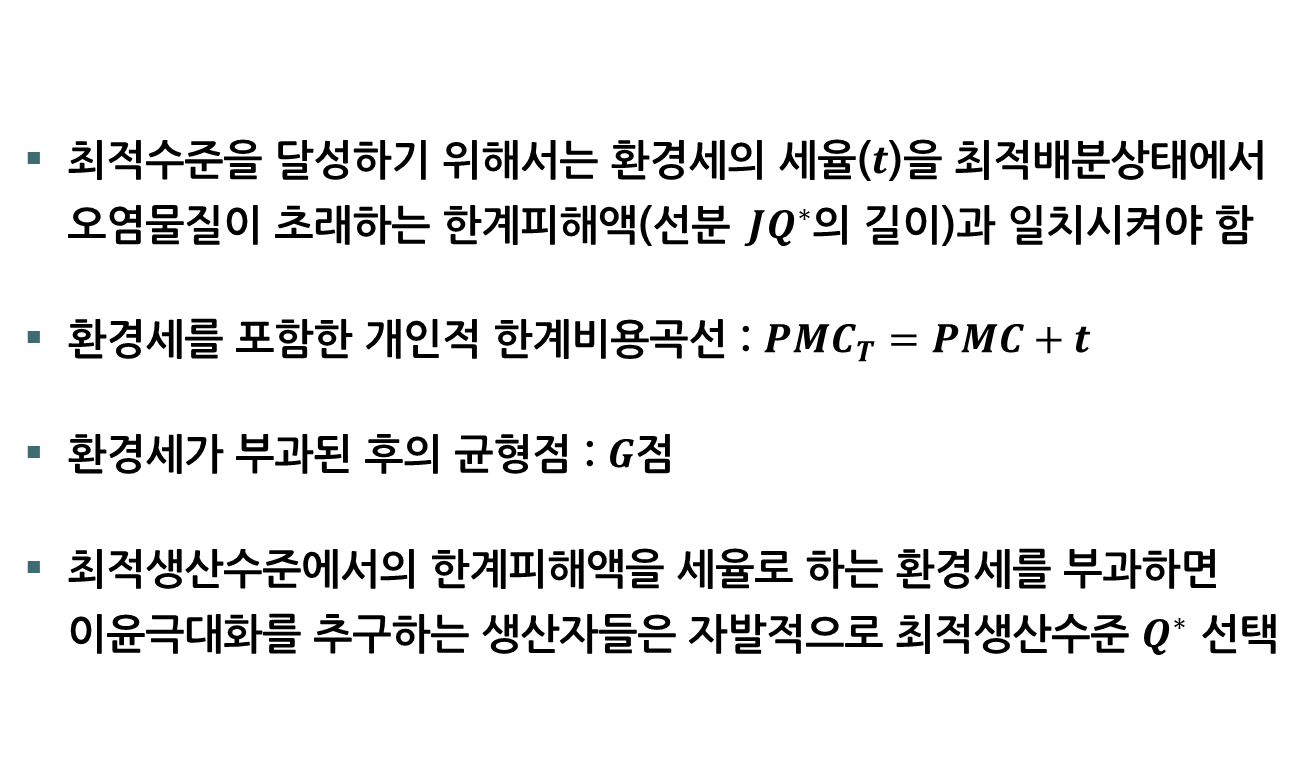 ▪ 최적수준을 달성하기 위해서는 환경세의 세율(t)을 최적배분상태에서
오염물질이 초래하는 한계피해액(선분 JQ*의 길이)과 일치시켜야 함
▪ 환경세를 포함한 개인적 한계비용곡선 : PMC_T = PMC + t
▪ 환경세가 부과된 후의 균형점 : G점
▪ 최적생산수준에서의 한계피해액을 세율로 하는 환경세를 부과하면
이윤극대화를 추구하는 생산자들은 자발적으로 최적생산수준 Q* 선택